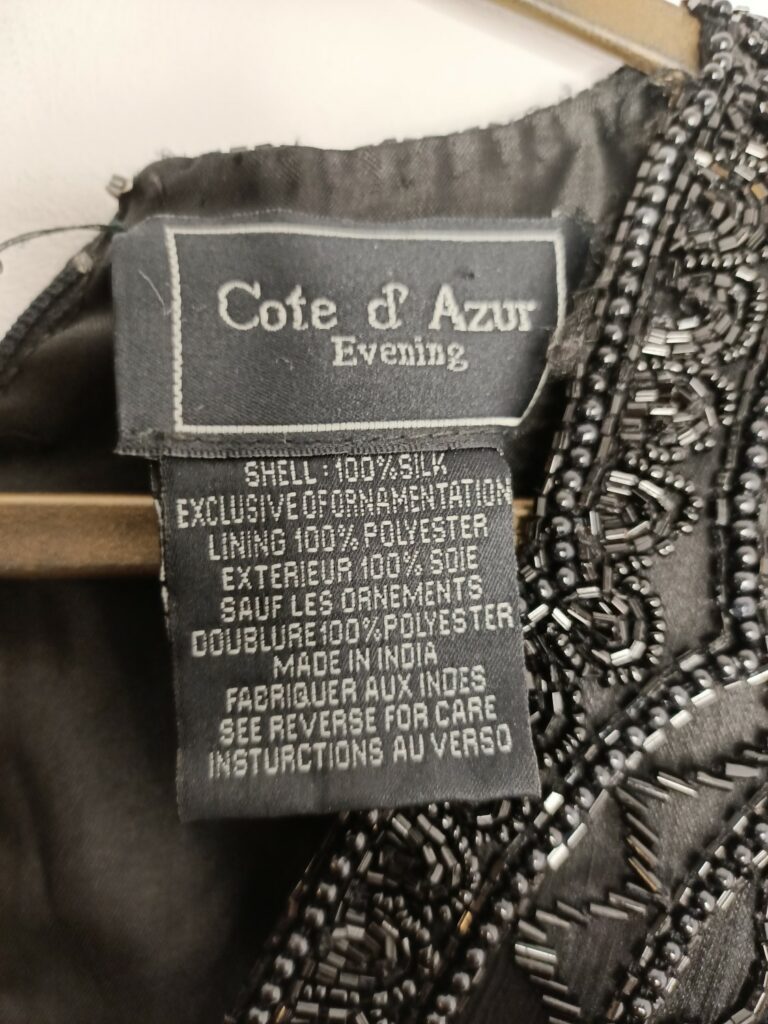 Cote d' Azur
Evening
SHELL : 100% SILK
EXCLUSIVE OF ORNAMENTATION
LINING 100% POLYESTER
EXTERIEUR 100% SOIE
SAUF LES ORNEMENTS
DOUBLURE 100% POLYESTER
MADE IN INDIA
FABRIQUER AUX INDES
SEE REVERSE FOR CARE
INSTURCTIONS AU VERSO